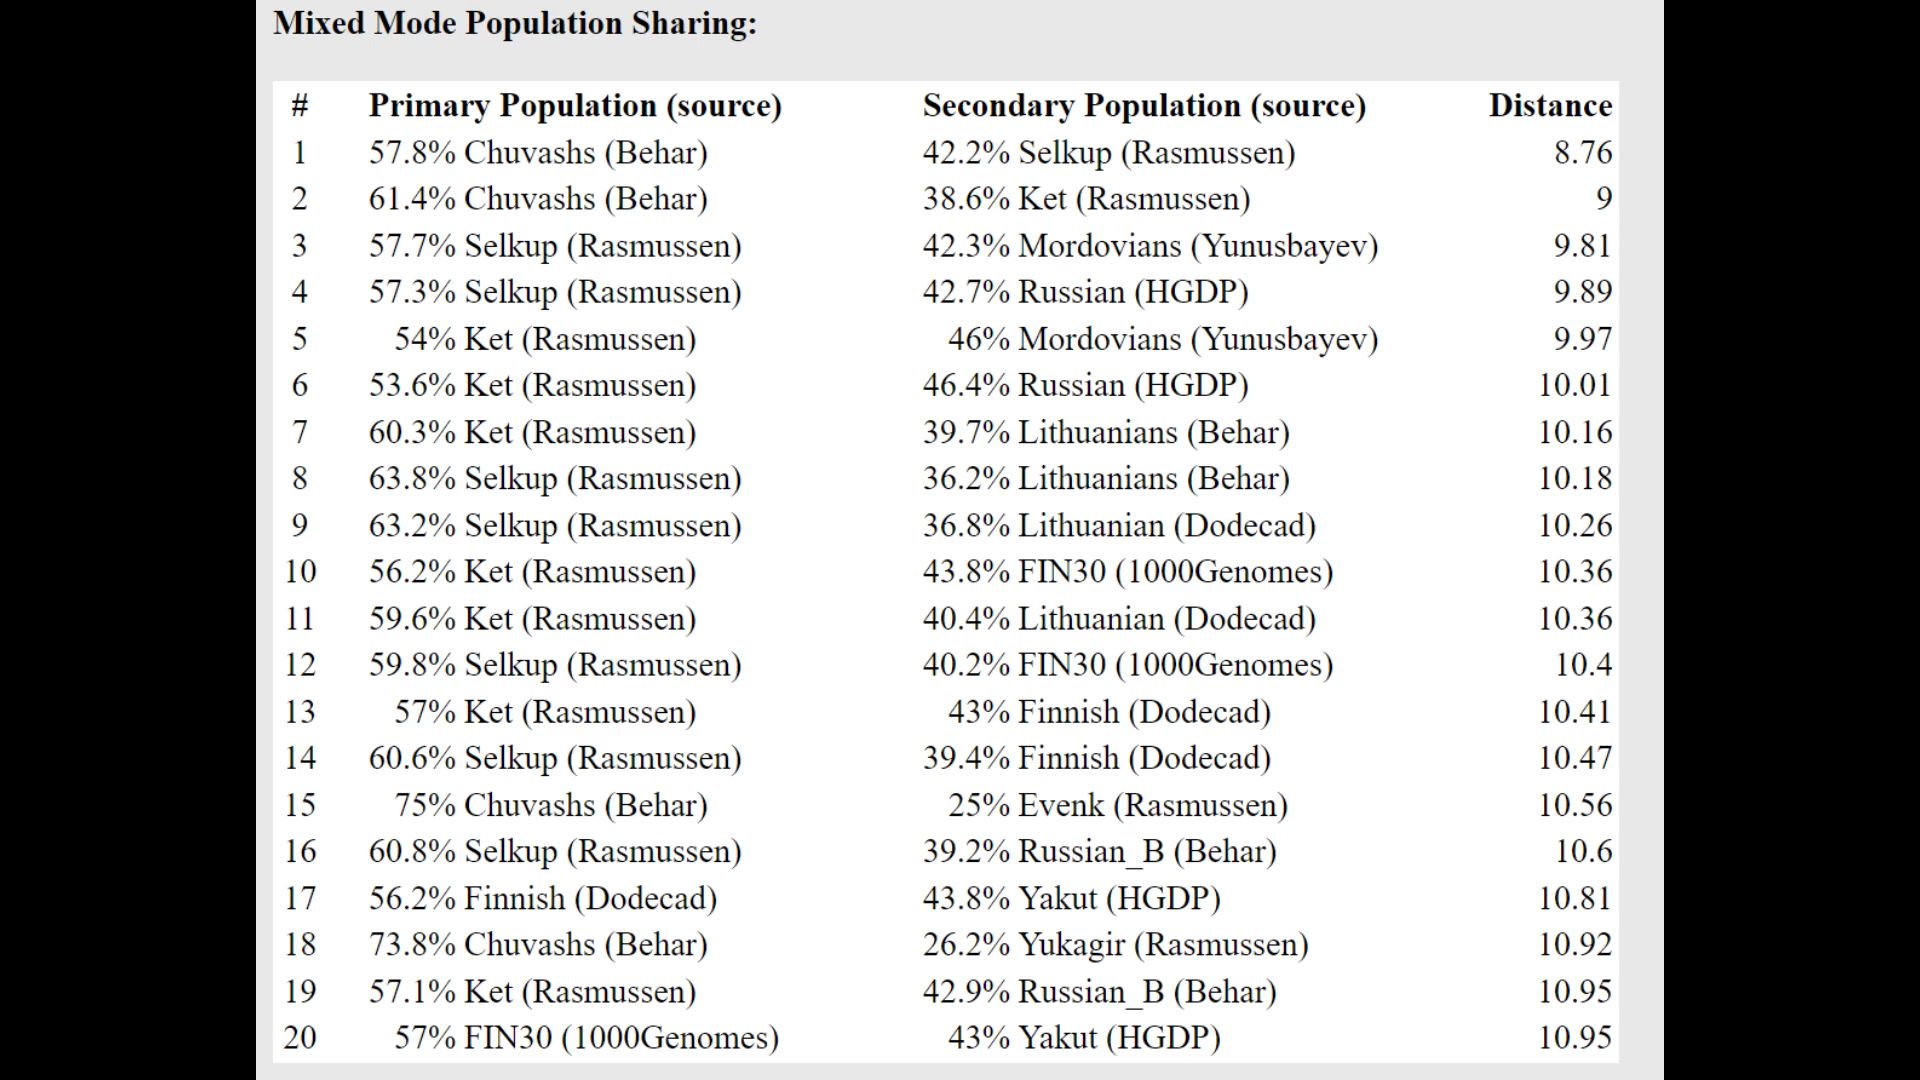 Mixed Mode Population Sharing:
# Primary Population (source) Secondary Population (source) Distance
1 57.8% Chuvashs (Behar) 42.2% Selkup (Rasmussen) 8.76
2 61.4% Chuvashs (Behar) 38.6% Ket (Rasmussen) 9
3 57.7% Selkup (Rasmussen) 42.3% Mordovians (Yunusbayev) 9.81
4 57.3% Selkup (Rasmussen) 42.7% Russian (HGDP) 9.89
5 54% Ket (Rasmussen) 46% Mordovians (Yunusbayev) 9.97
6 53.6% Ket (Rasmussen) 46.4% Russian (HGDP) 10.01
7 60.3% Ket (Rasmussen) 39.7% Lithuanians (Behar) 10.16
8 63.8% Selkup (Rasmussen) 36.2% Lithuanians (Behar) 10.18
9 63.2% Selkup (Rasmussen) 36.8% Lithuanian (Dodecad) 10.26
10 56.2% Ket (Rasmussen) 43.8% FIN30 (1000Genomes) 10.36
11 59.6% Ket (Rasmussen) 40.4% Lithuanian (Dodecad) 10.36
12 59.8% Selkup (Rasmussen) 40.2% FIN30 (1000Genomes) 10.4
13 57% Ket (Rasmussen) 43% Finnish (Dodecad) 10.41
14 60.6% Selkup (Rasmussen) 39.4% Finnish (Dodecad) 10.47
15 75% Chuvashs (Behar) 25% Evenk (Rasmussen) 10.56
16 60.8% Selkup (Rasmussen) 39.2% Russian_B (Behar) 10.6
17 56.2% Finnish (Dodecad) 43.8% Yakut (HGDP) 10.81
18 73.8% Chuvashs (Behar) 26.2% Yukagir (Rasmussen) 10.92
19 57.1% Ket (Rasmussen) 42.9% Russian_B (Behar) 10.95
20 57% FIN30 (1000Genomes) 43% Yakut (HGDP) 10.95